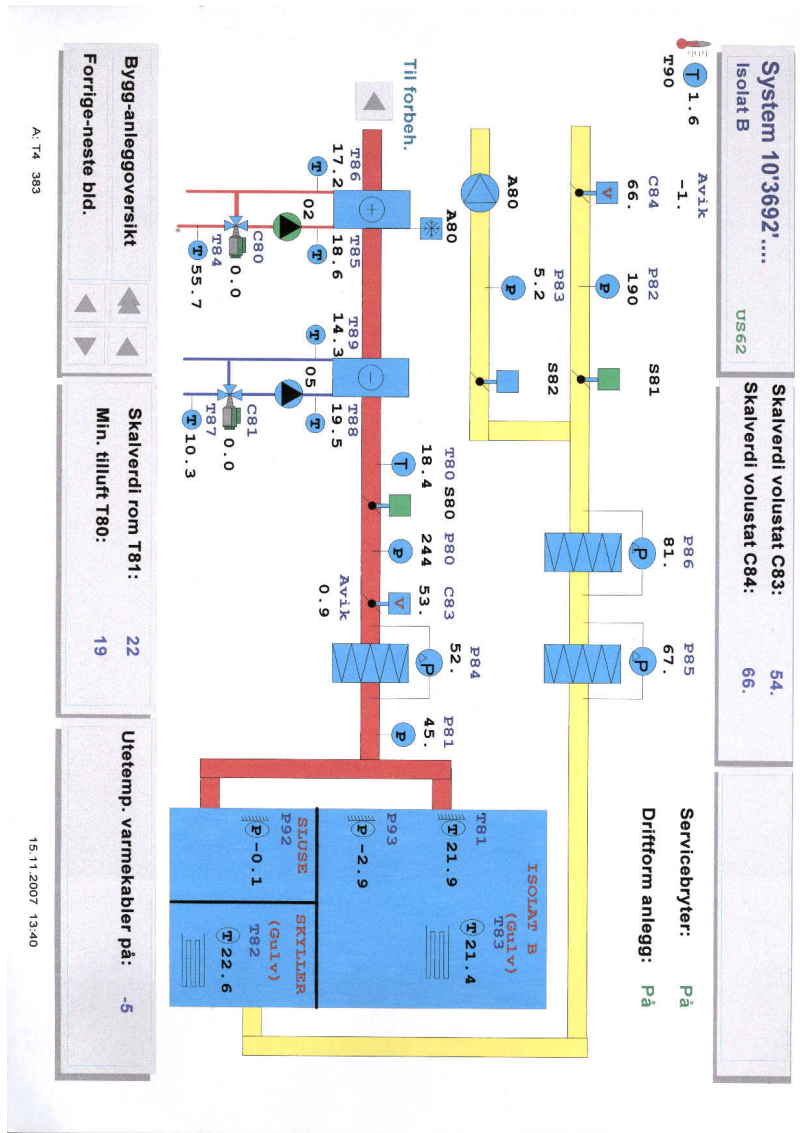 System 10'3692'....
Isolat B
US62
Skalverdi volustat C83: 54.
Skalverdi volustat C84: 66.
Servicebryter: På
Driftform anlegg: På
T 1.6
T90
Avik
-1.
C84
66.
V
P82
190
P
S81
P86
81.
P
P85
67.
P
A80
P83
5.2
P
S82
Til forbeh.
A80
T86
17.2
T
T85
18.6
T
02
C80
0.0
T84
55.7
T
T89
14.3
T
T88
19.5
T
05
C81
0.0
T87
10.3
T
T80
18.4
T
S80
P80
244
P
C83
53.
V
Avik
0.9
P84
52.
P
P81
45.
P
ISOLAT B
T81
T 21.9
(Gulv)
T83
T 21.4
P93
P -2.9
SLUSE
P92
P -0.1
SKYLLER
(Gulv)
T82
T 22.6
Bygg-anleggoversikt
Forrige-neste bld.
Skalverdi rom T81: 22
Min. tilluft T80: 19
Utetemp. varmekabler på: -5
A: T4 383
15.11.2007 13:40